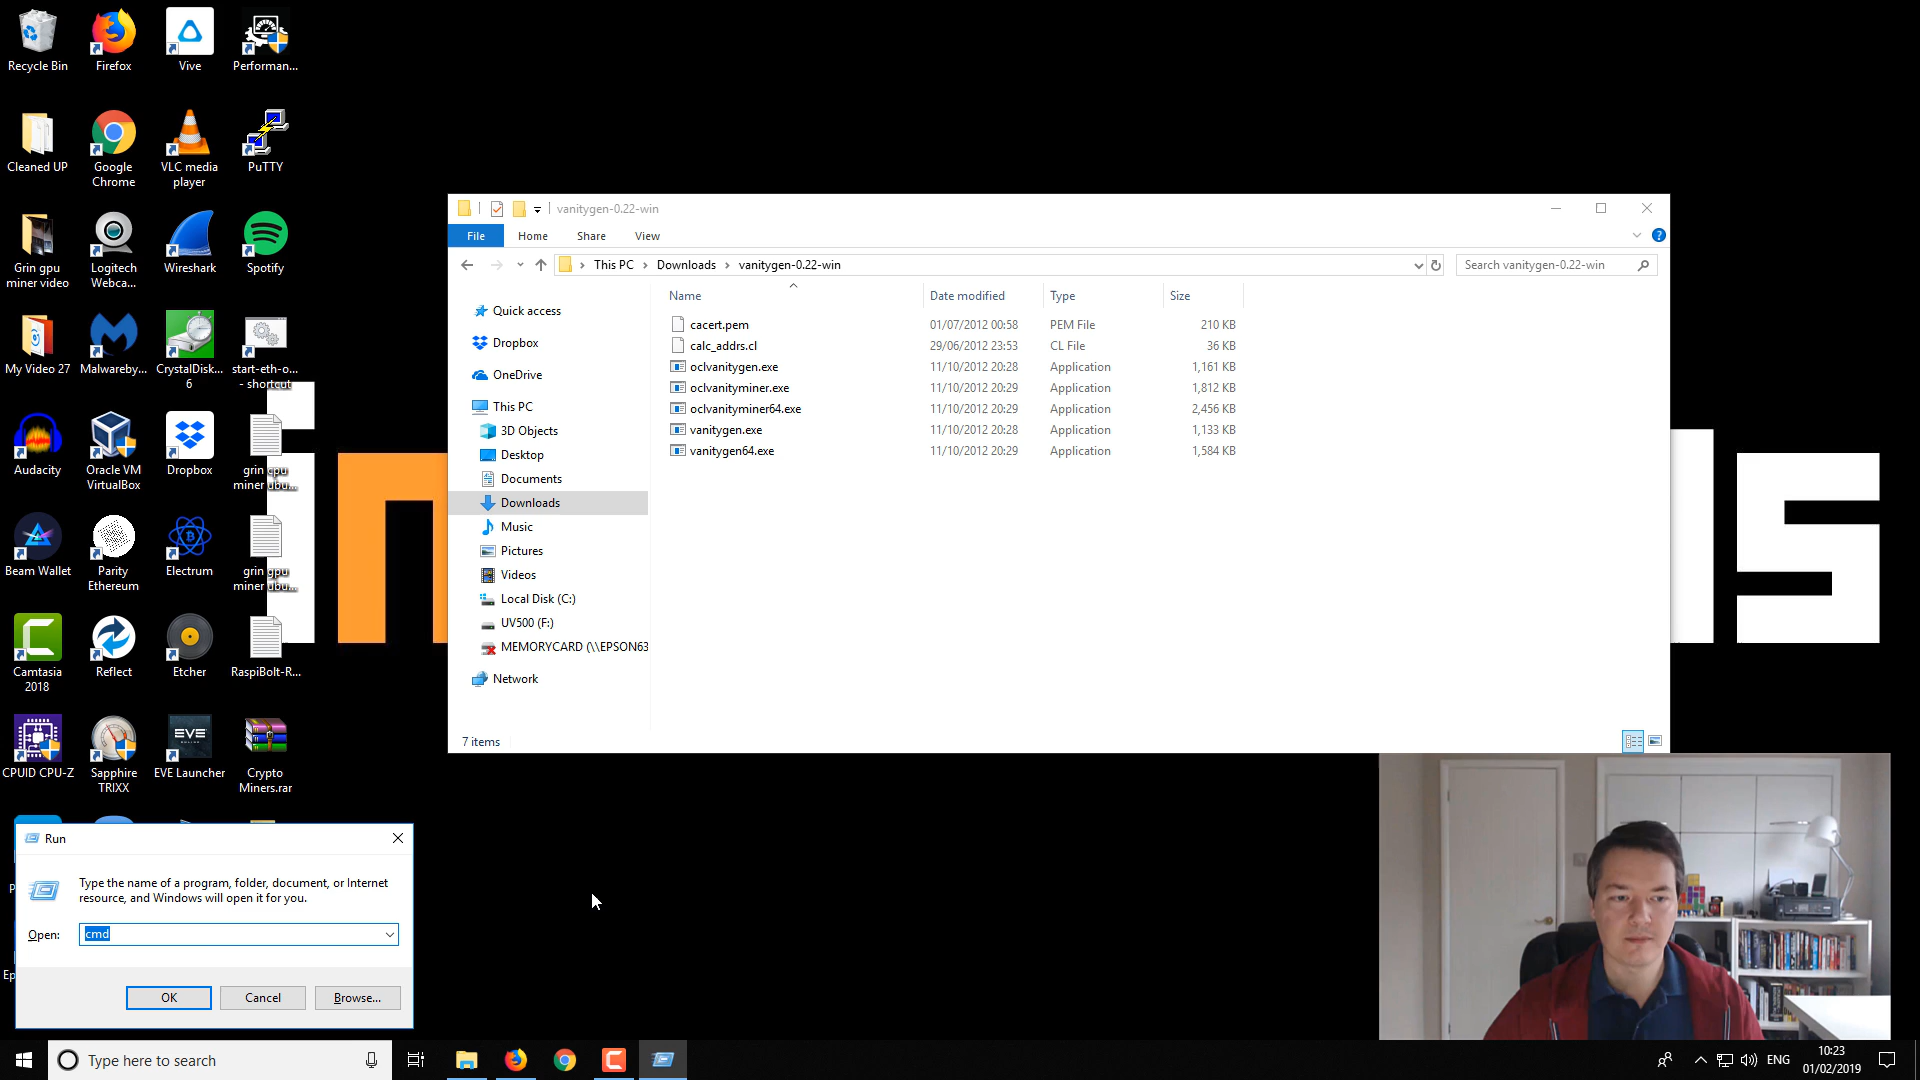 Recycle Bin
Firefox
Vive
Performan...
Cleaned UP
Google
Chrome
VLC media
player
PuTTY
Grin gpu
miner video
Logitech
Webca...
Wireshark
Spotify
My Video 27
Malwareby...
CrystalDisk...
6
start-eth-o...
- shortcut
Audacity
Oracle VM
VirtualBox
Dropbox
grin cpu
miner ubu...
Beam Wallet
Parity
Ethereum
Electrum
grin gpu
miner ubu...
Camtasia
2018
Reflect
Etcher
RaspiBolt-R...
CPUID CPU-Z
Sapphire
TRIXX
EVE
EVE Launcher
Crypto
Miners.rar
vanitygen-0.22-win
File
Home
Share
View
This PC
Downloads
vanitygen-0.22-win
Search vanitygen-0.22-win
Quick access
Dropbox
OneDrive
This PC
3D Objects
Desktop
Documents
Downloads
Music
Pictures
Videos
Local Disk (C:)
UV500 (F:)
MEMORYCARD (\\EPSON63
Network
Name Date modified Type Size
cacert.pem 01/07/2012 00:58 PEM File 210 KB
calc_addrs.cl 29/06/2012 23:53 CL File 36 KB
oclvanitygen.exe 11/10/2012 20:28 Application 1,161 KB
oclvanityminer.exe 11/10/2012 20:29 Application 1,812 KB
oclvanityminer64.exe 11/10/2012 20:29 Application 2,456 KB
vanitygen.exe 11/10/2012 20:28 Application 1,133 KB
vanitygen64.exe 11/10/2012 20:29 Application 1,584 KB
7 items
Run
Type the name of a program, folder, document, or Internet
resource, and Windows will open it for you.
Open: cmd
OK
Cancel
Browse...
Type here to search
ENG
10:23
01/02/2019